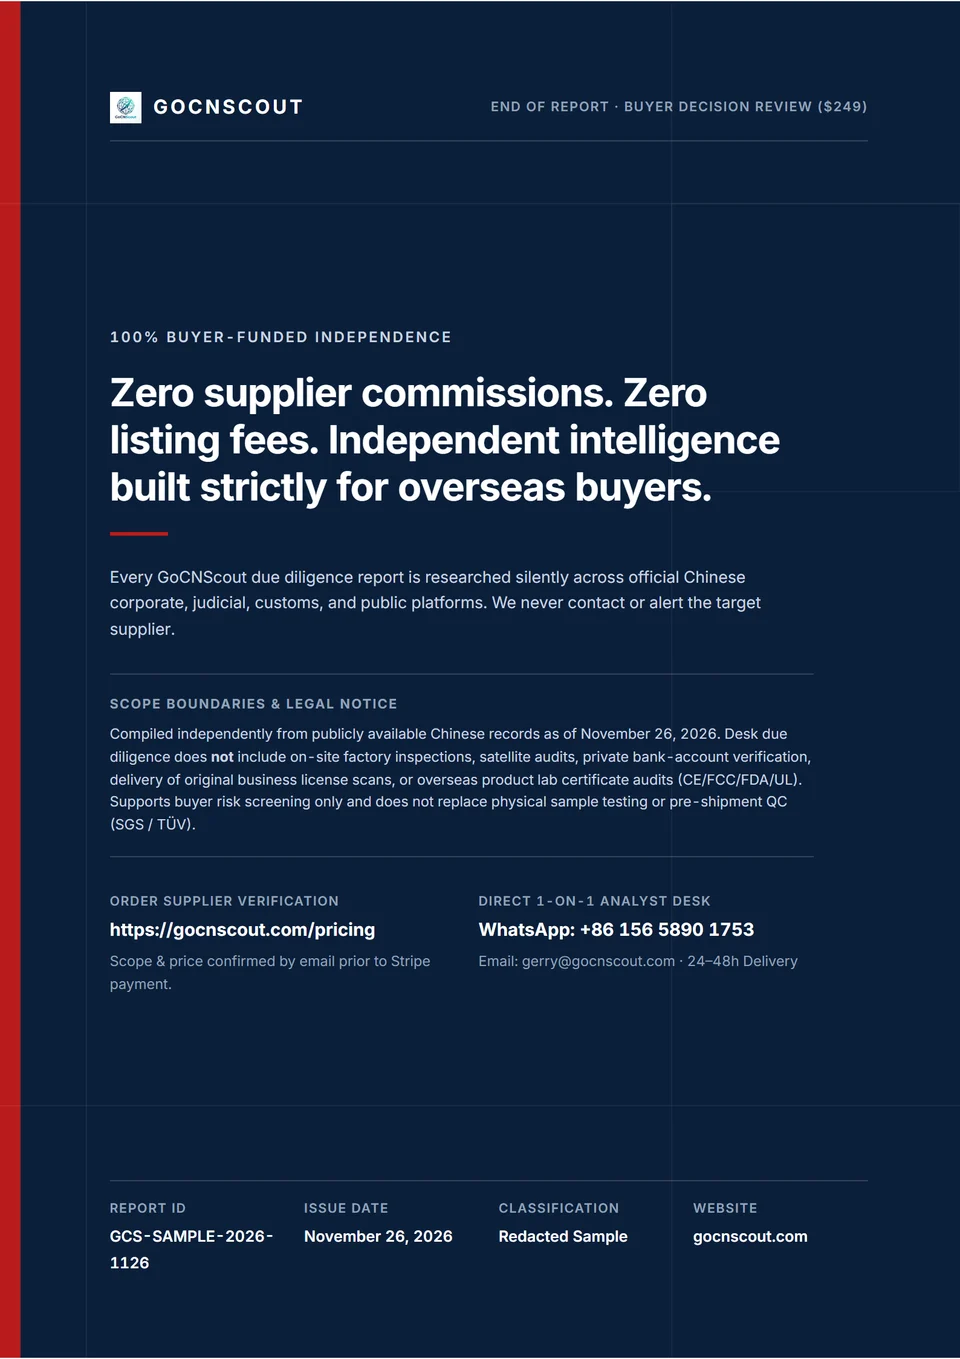 GOCNSCOUT
END OF REPORT · BUYER DECISION REVIEW ($249)
100% BUYER-FUNDED INDEPENDENCE
Zero supplier commissions. Zero
listing fees. Independent intelligence
built strictly for overseas buyers.
Every GoCNScout due diligence report is researched silently across official Chinese
corporate, judicial, customs, and public platforms. We never contact or alert the target
supplier.
SCOPE BOUNDARIES & LEGAL NOTICE
Compiled independently from publicly available Chinese records as of November 26, 2026. Desk due
diligence does not include on-site factory inspections, satellite audits, private bank-account verification,
delivery of original business license scans, or overseas product lab certificate audits (CE/FCC/FDA/UL).
Supports buyer risk screening only and does not replace physical sample testing or pre-shipment QC
(SGS / TÜV).
ORDER SUPPLIER VERIFICATION
https://gocnscout.com/pricing
Scope & price confirmed by email prior to Stripe
payment.
DIRECT 1-ON-1 ANALYST DESK
WhatsApp: +86 156 5890 1753
Email: gerry@gocnscout.com · 24–48h Delivery
REPORT ID
GCS-SAMPLE-2026-
1126
ISSUE DATE
November 26, 2026
CLASSIFICATION
Redacted Sample
WEBSITE
gocnscout.com